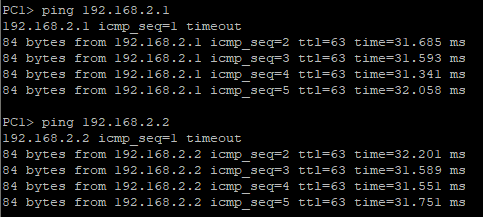 PC1> ping 192.168.2.1
192.168.2.1 icmp_seq=1 timeout
84 bytes from 192.168.2.1 icmp_seq=2 ttl=63 time=31.685 ms
84 bytes from 192.168.2.1 icmp_seq=3 ttl=63 time=31.593 ms
84 bytes from 192.168.2.1 icmp_seq=4 ttl=63 time=31.341 ms
84 bytes from 192.168.2.1 icmp_seq=5 ttl=63 time=32.058 ms
PC1> ping 192.168.2.2
192.168.2.2 icmp_seq=1 timeout
84 bytes from 192.168.2.2 icmp_seq=2 ttl=63 time=32.201 ms
84 bytes from 192.168.2.2 icmp_seq=3 ttl=63 time=31.589 ms
84 bytes from 192.168.2.2 icmp_seq=4 ttl=63 time=31.551 ms
84 bytes from 192.168.2.2 icmp_seq=5 ttl=63 time=31.751 ms